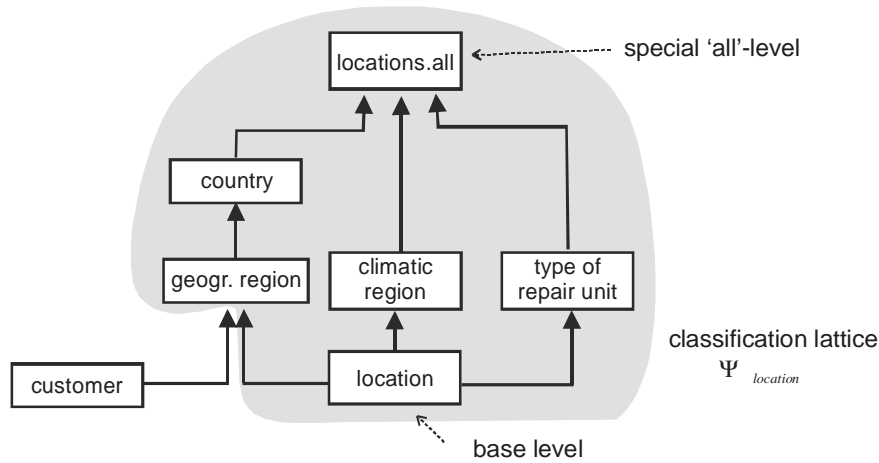 locations.all
special ‘all’-level
country
geogr. region
climatic
region
type of
repair unit
classification lattice
Ψ location
customer
location
base level